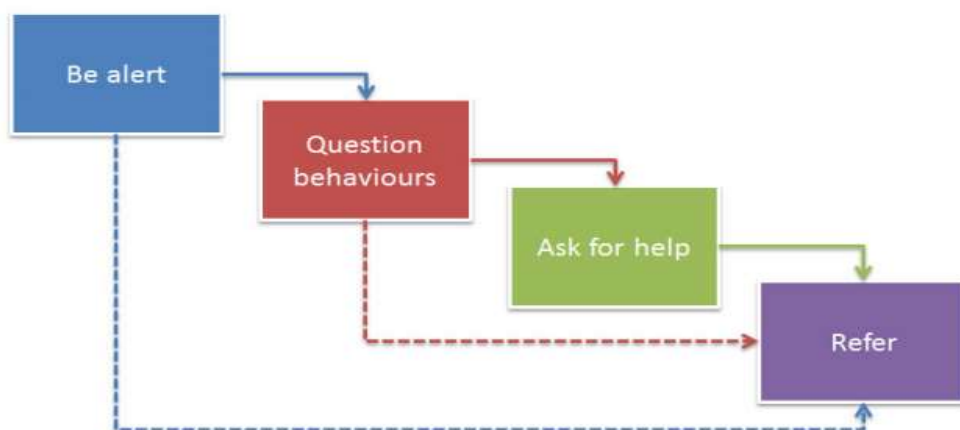 Be alert
Question
behaviours
Ask for help
Refer